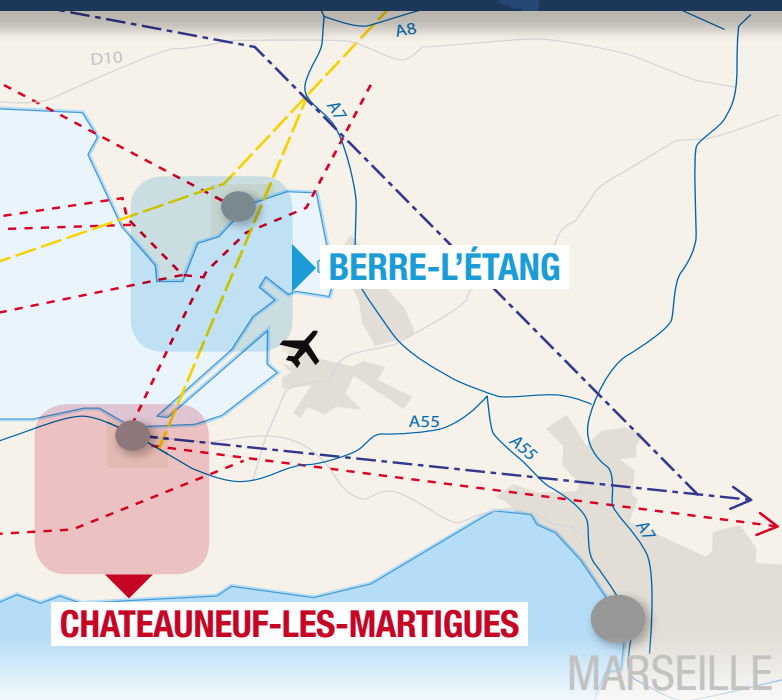 A8
D10
A7
BERRE-L'ÉTANG
A55
A55
A7
CHATEAUNEUF-LES-MARTIGUES
MARSEILLE